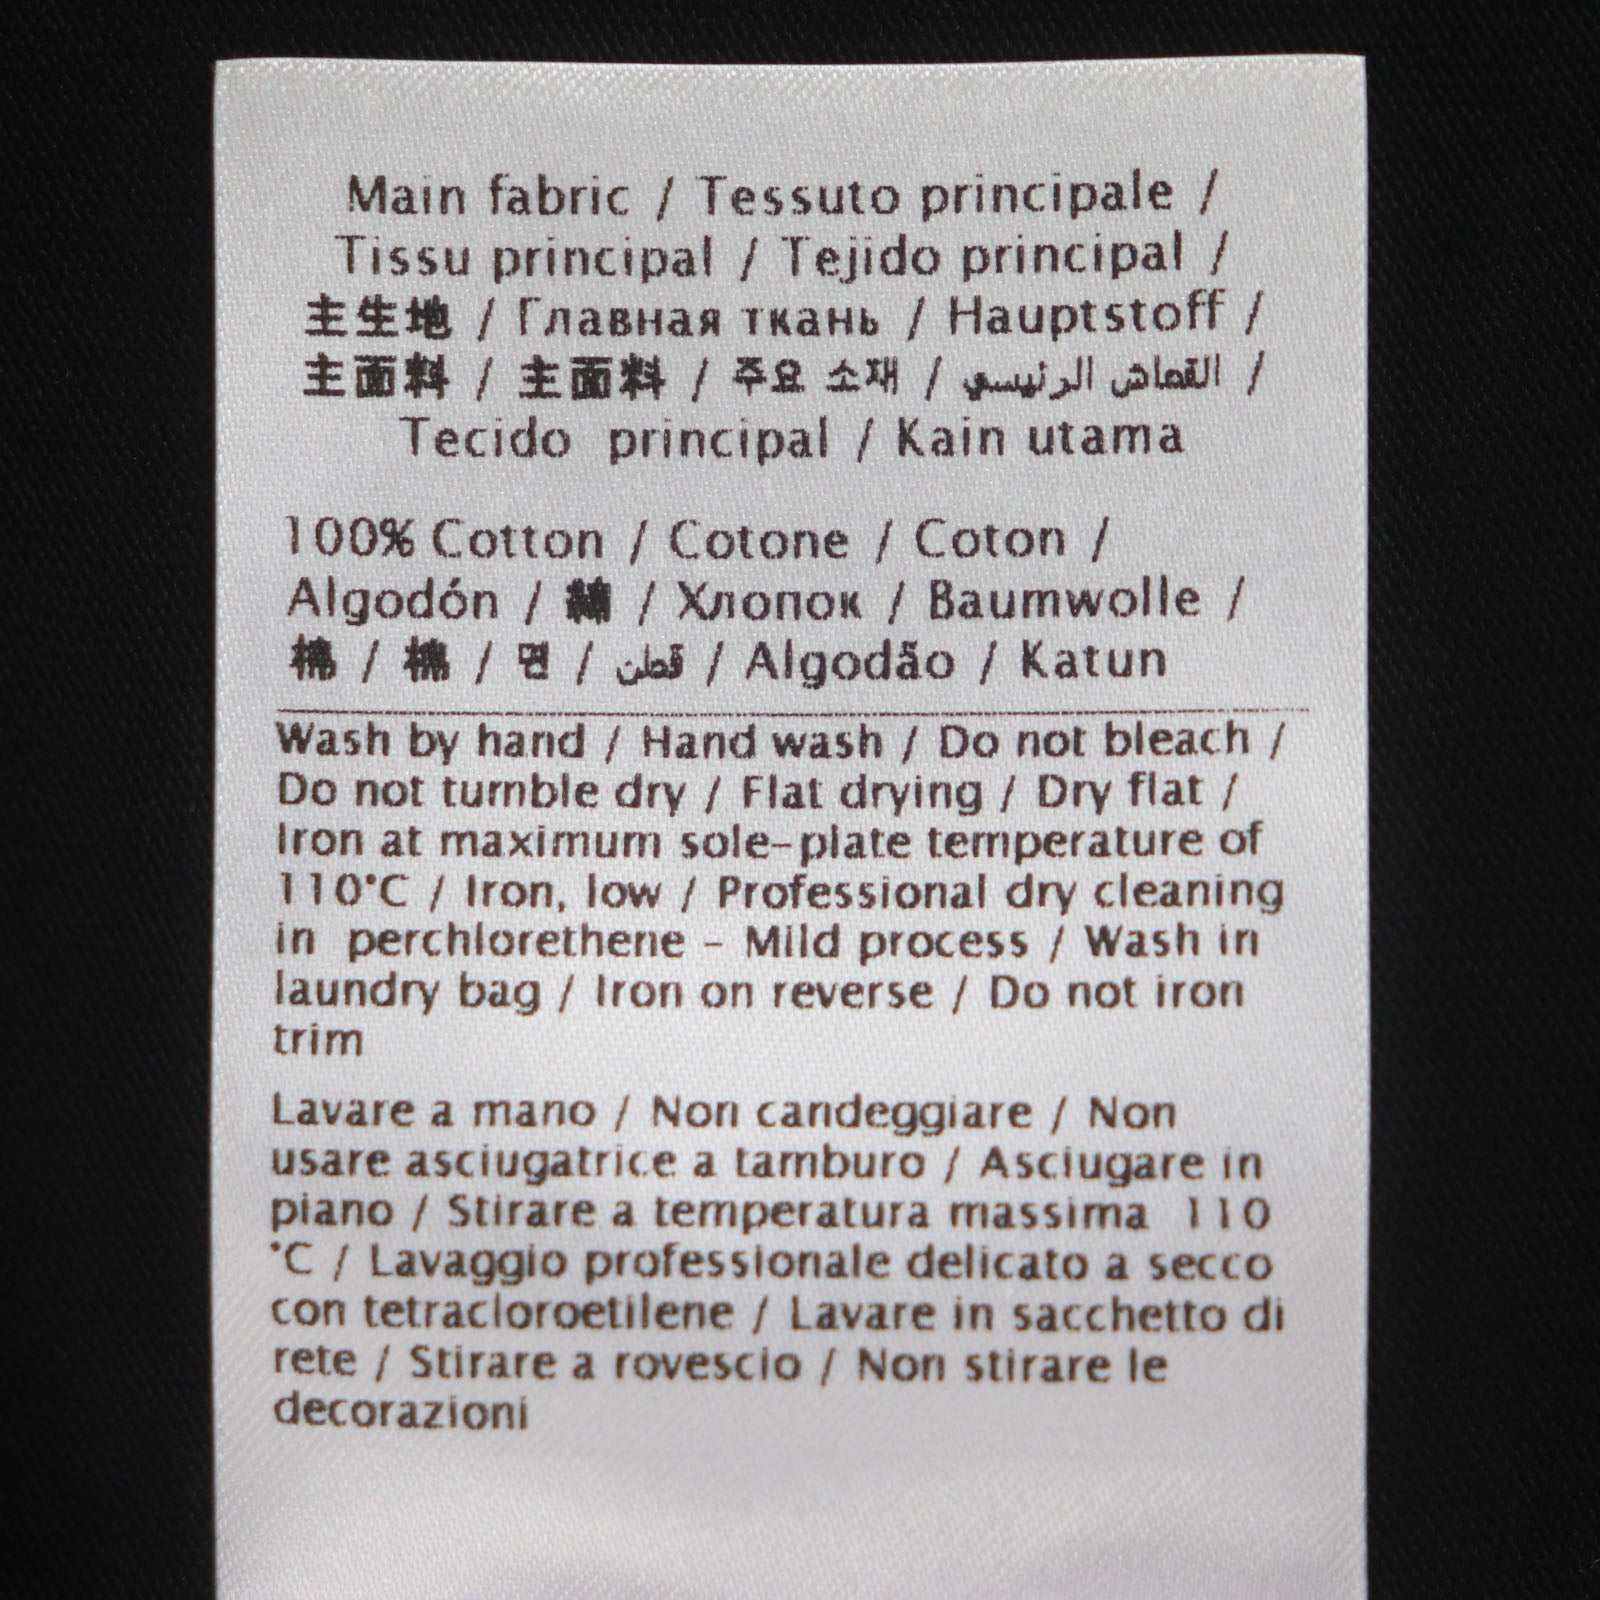 Main fabric / Tessuto principale /
Tissu principal / Tejido principal /
主生地 / Главная ткань / Hauptstoff /
主面料 / 主面料 / 주요 소재 / القماش الرئيسي /
Tecido principal / Kain utama
100% Cotton / Cotone / Coton /
Algodón / 綿 / Хлопок / Baumwolle /
棉 / 棉 / 면 / قطن / Algodão / Katun
Wash by hand / Hand wash / Do not bleach /
Do not tumble dry / Flat drying / Dry flat /
Iron at maximum sole-plate temperature of
110°C / Iron, low / Professional dry cleaning
in perchlorethene - Mild process / Wash in
laundry bag / Iron on reverse / Do not iron
trim
Lavare a mano / Non candeggiare / Non
usare asciugatrice a tamburo / Asciugare in
piano / Stirare a temperatura massima 110
°C / Lavaggio professionale delicato a secco
con tetracloroetilene / Lavare in sacchetto di
rete / Stirare a rovescio / Non stirare le
decorazioni